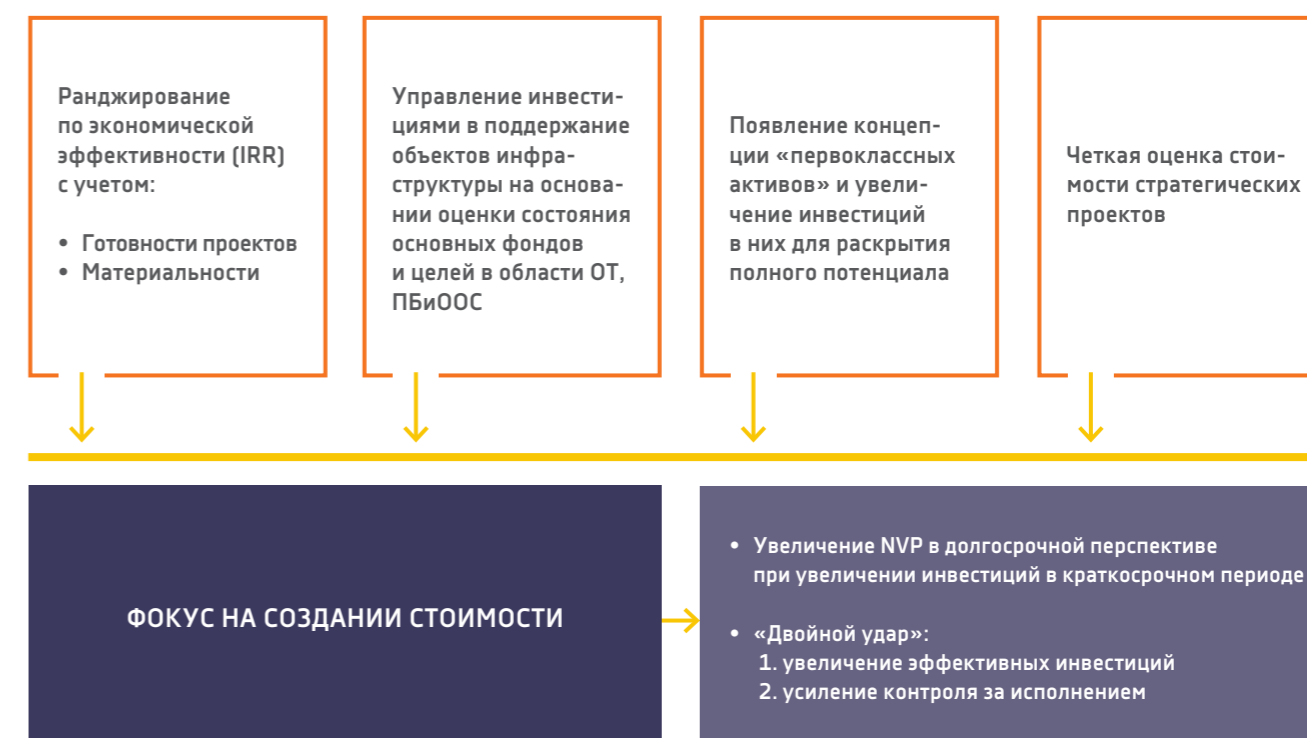 Ранджирование
по экономической
эффективности (IRR)
с учетом:
• Готовности проектов
• Материальности
Управление инвести-
циями в поддержание
объектов инфра-
структуры на основа-
нии оценки состояния
основных фондов
и целей в области ОТ,
ПБиООС
Появление концеп-
ции «первоклассных
активов» и увели-
чение инвестиций
в них для раскрытия
полного потенциала
Четкая оценка стои-
мости стратегических
проектов
ФОКУС НА СОЗДАНИИ СТОИМОСТИ
• Увеличение NVP в долгосрочной перспективе
при увеличении инвестиций в краткосрочном периоде
• «Двойной удар»:
1. увеличение эффективных инвестиций
2. усиление контроля за исполнением